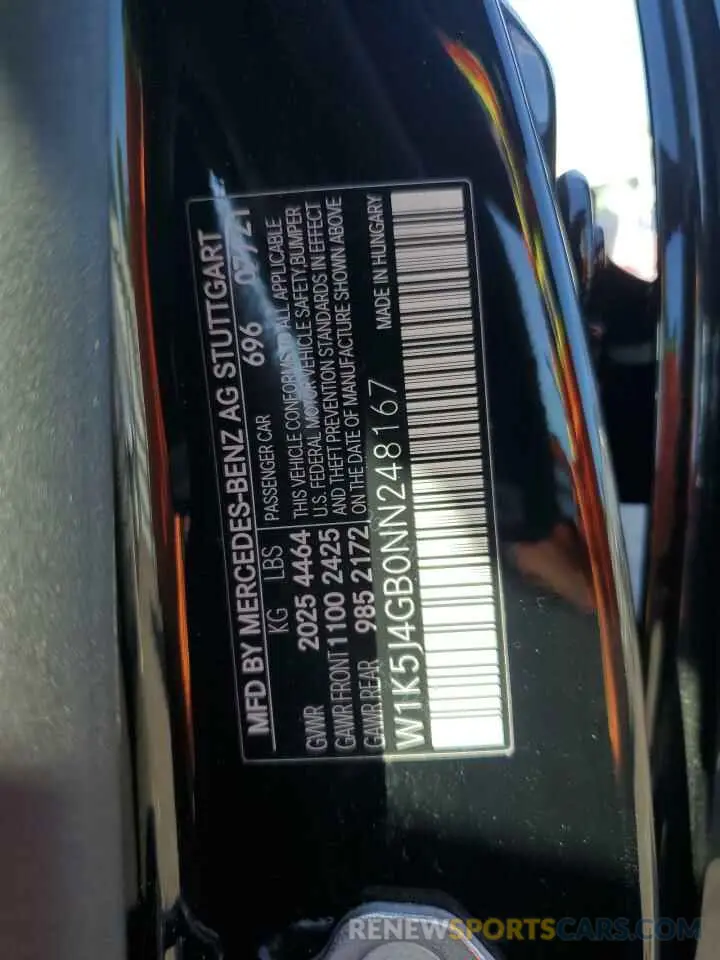 MFD BY MERCEDES-BENZ AG STUTTGART
696 07/21
KG LBS PASSENGER CAR
GVWR 2025 4464
GAWR FRONT 1100 2425
GAWR REAR 985 2172
THIS VEHICLE CONFORMS TO ALL APPLICABLE
U.S. FEDERAL MOTOR VEHICLE SAFETY, BUMPER
AND THEFT PREVENTION STANDARDS IN EFFECT
ON THE DATE OF MANUFACTURE SHOWN ABOVE
W1K5J4GB0NN248167 MADE IN HUNGARY
RENEWSPORTSCARS.COM